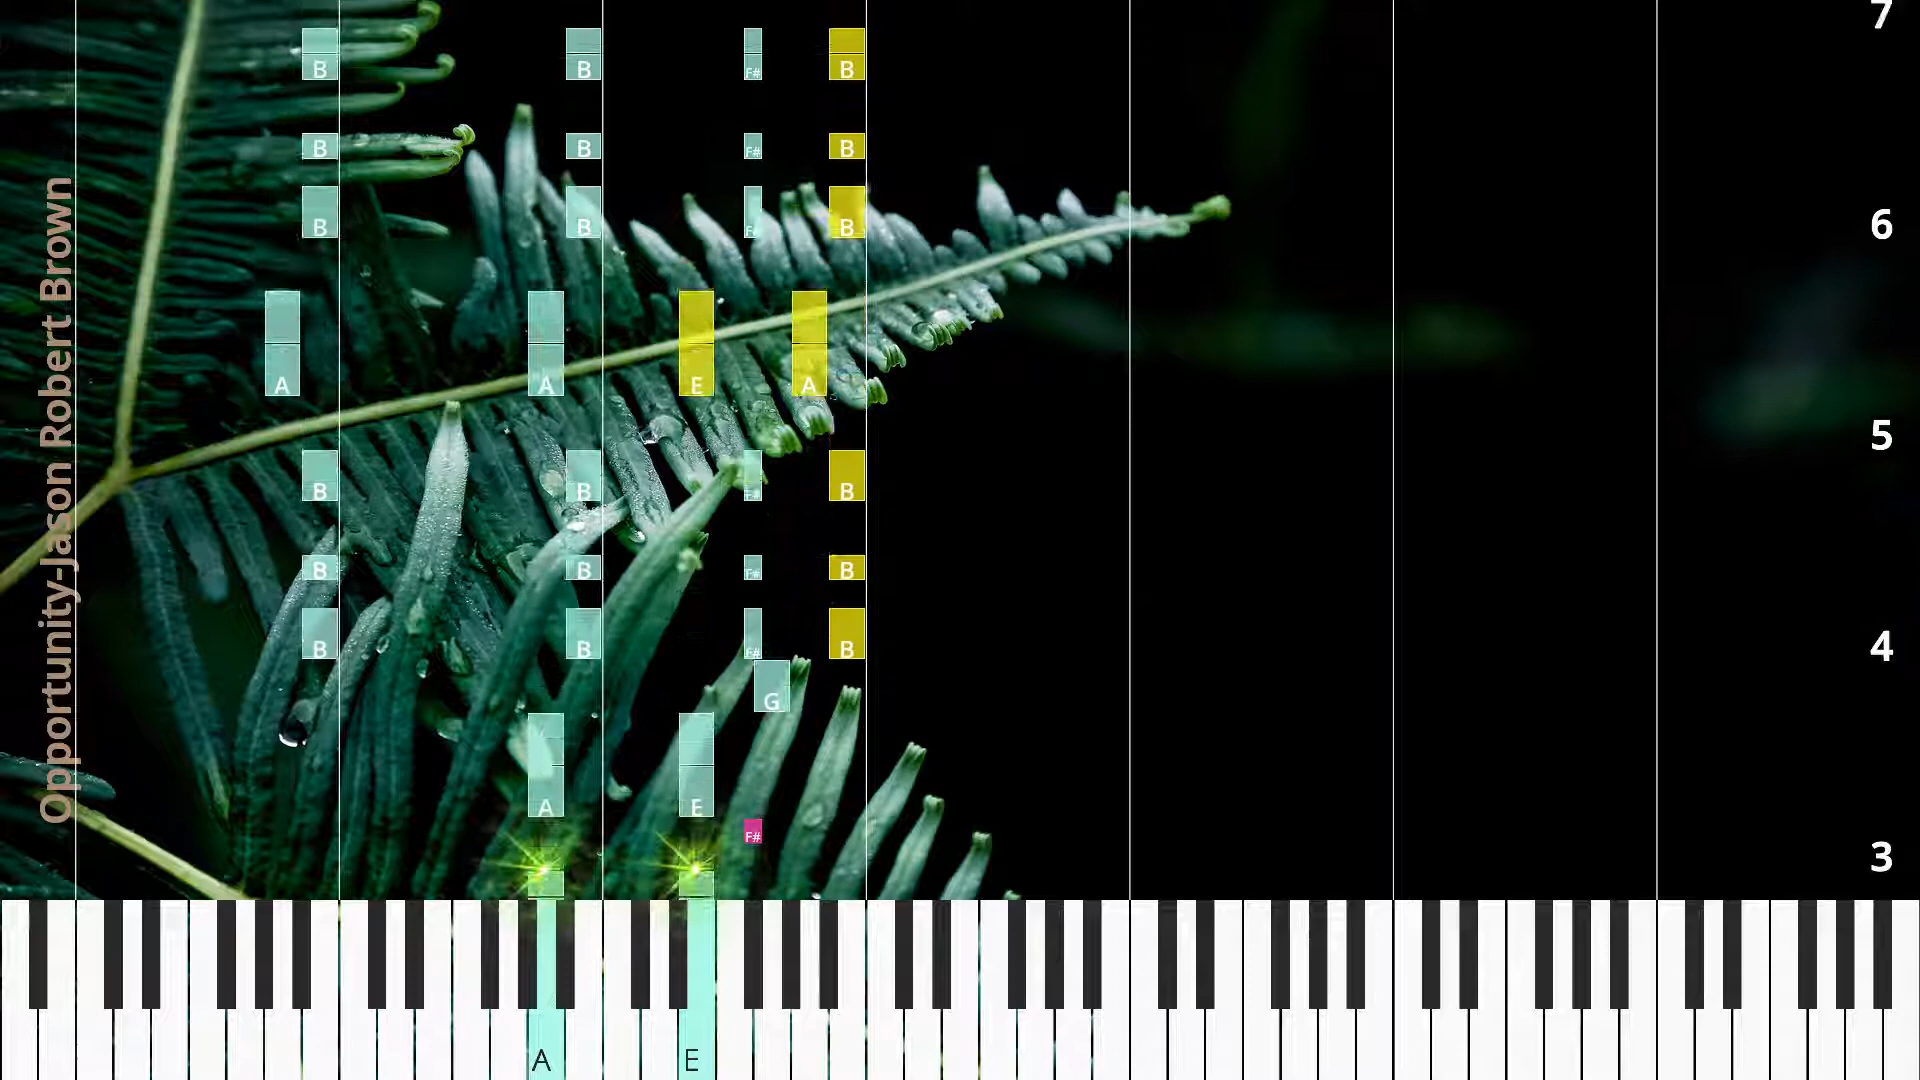 7
B B F# B
B B F# B
Opportunity-Jason Robert Brown
B B F# B
6
A A E A
5
B B F# B
B B F# B
B B F# B
4
G
A E
F#
3
A E